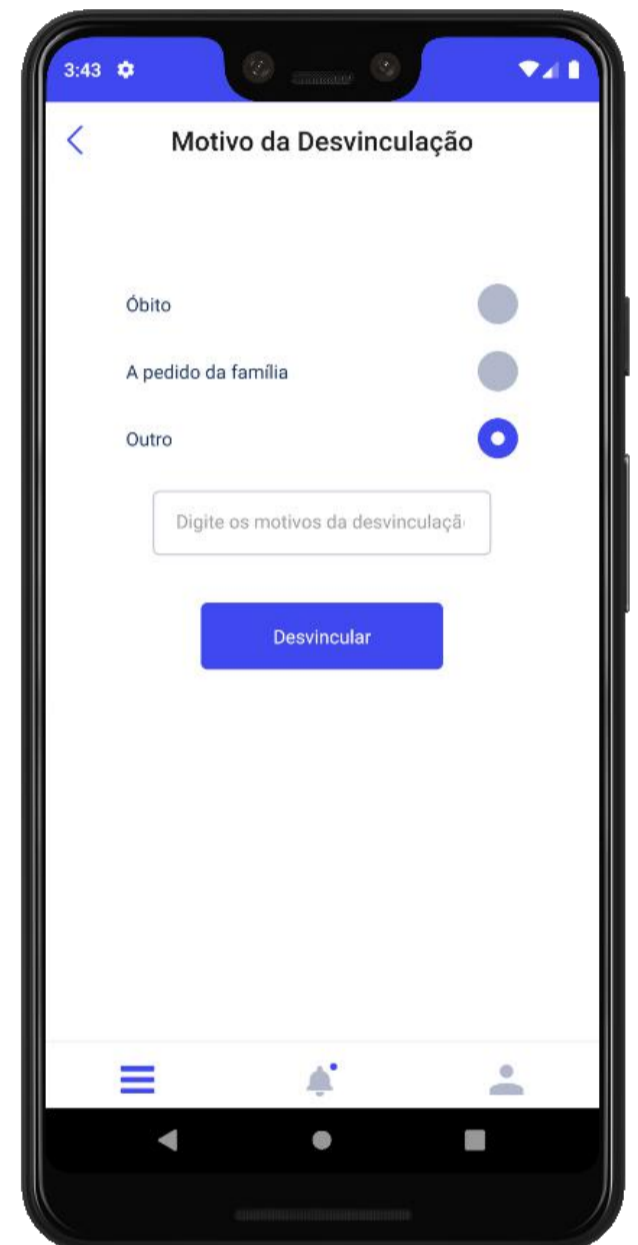 3:43
Motivo da Desvinculação
Óbito
A pedido da família
Outro
Digite os motivos da desvinculaçã
Desvincular